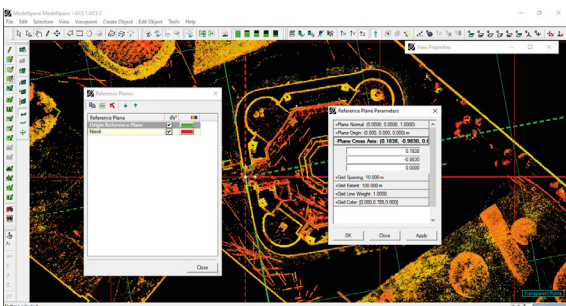 ModelSpace: ModelSpace : UCS 1 UCS 2
File Edit Selection View Viewpoint Create Object Edit Object Tools Help
View Properties
Reference Planes
Reference Plane
Origin Reference Plane
Nord
Close
Reference Plane Parameters
+Plane Normal: (0.0000, 0.0000, 1.0000)
+Plane Origin: (0.000, 0.000, 0.000) m
-Plane Cross Axis: (0.1838, -0.9830, 0.0
0.1838
-0.9830
0.0000
+Grid Spacing: 10.000 m
+Grid Extent: 100.000 m
+Grid Line Weight: 1.0000
+Grid Color: (0.000,0.785,0.000)
OK Close Apply
Transparent Points